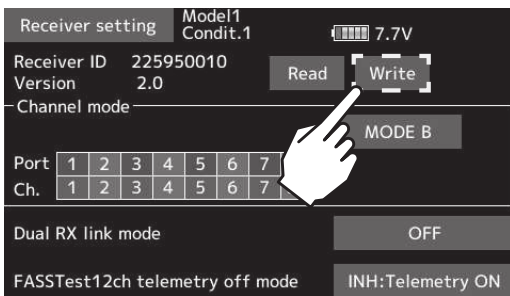 Receiver setting Model1 Condit.1 7.7V
Receiver ID 225950010 Read Write
Version 2.0
Channel mode
MODE B
Port 1 2 3 4 5 6 7
Ch. 1 2 3 4 5 6 7
Dual RX link mode OFF
FASSTest12ch telemetry off mode INH:Telemetry ON